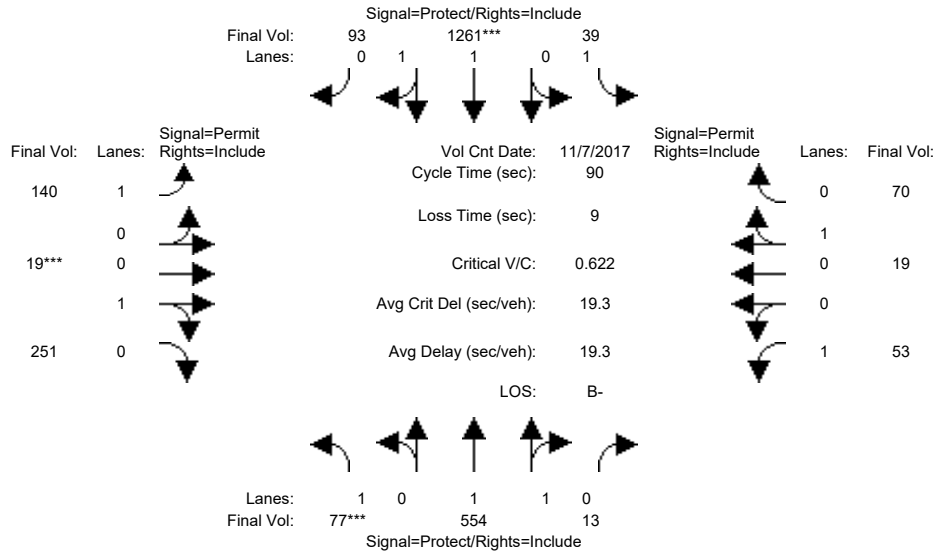 Signal=Protect/Rights=Include
Final Vol: 93 1261*** 39
Lanes: 0 1 1 0 1
Signal=Permit Signal=Permit
Final Vol: Lanes: Rights=Include Vol Cnt Date: 11/7/2017 Rights=Include Lanes: Final Vol:
Cycle Time (sec): 90
140 1 0 70
Loss Time (sec): 9
0 1
19*** 0 Critical V/C: 0.622 0 19
1 Avg Crit Del (sec/veh): 19.3 0
251 0 Avg Delay (sec/veh): 19.3 1 53
LOS: B-
Lanes: 1 0 1 1 0
Final Vol: 77*** 554 13
Signal=Protect/Rights=Include